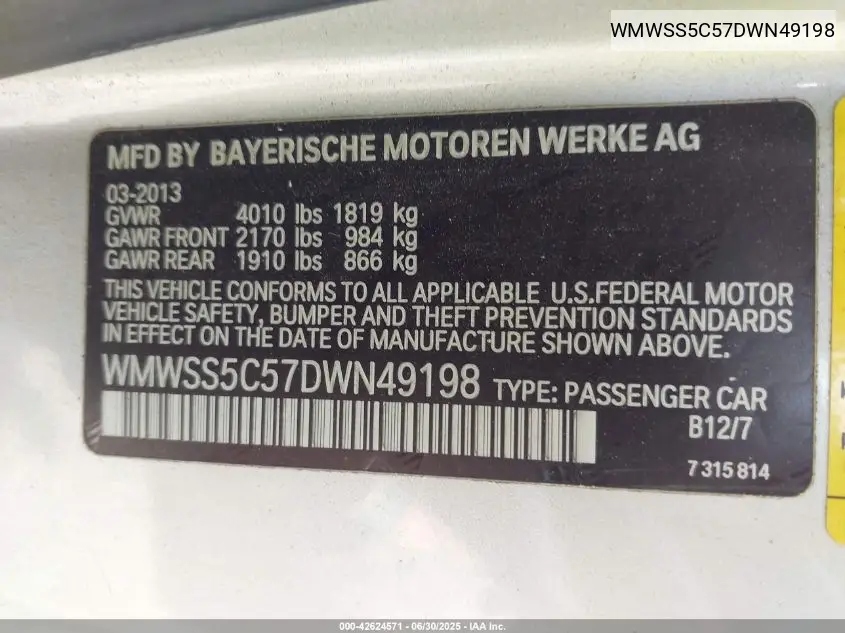 WMWSS5C57DWN49198
MFD BY BAYERISCHE MOTOREN WERKE AG
03-2013
GVWR 4010 lbs 1819 kg
GAWR FRONT 2170 lbs 984 kg
GAWR REAR 1910 lbs 866 kg
THIS VEHICLE CONFORMS TO ALL APPLICABLE U.S.FEDERAL MOTOR
VEHICLE SAFETY, BUMPER AND THEFT PREVENTION STANDARDS
IN EFFECT ON THE DATE OF MANUFACTURE SHOWN ABOVE.
WMWSS5C57DWN49198 TYPE: PASSENGER CAR
B12/7
7 315 814
000-42624571 - 06/30/2025 - IAA Inc.